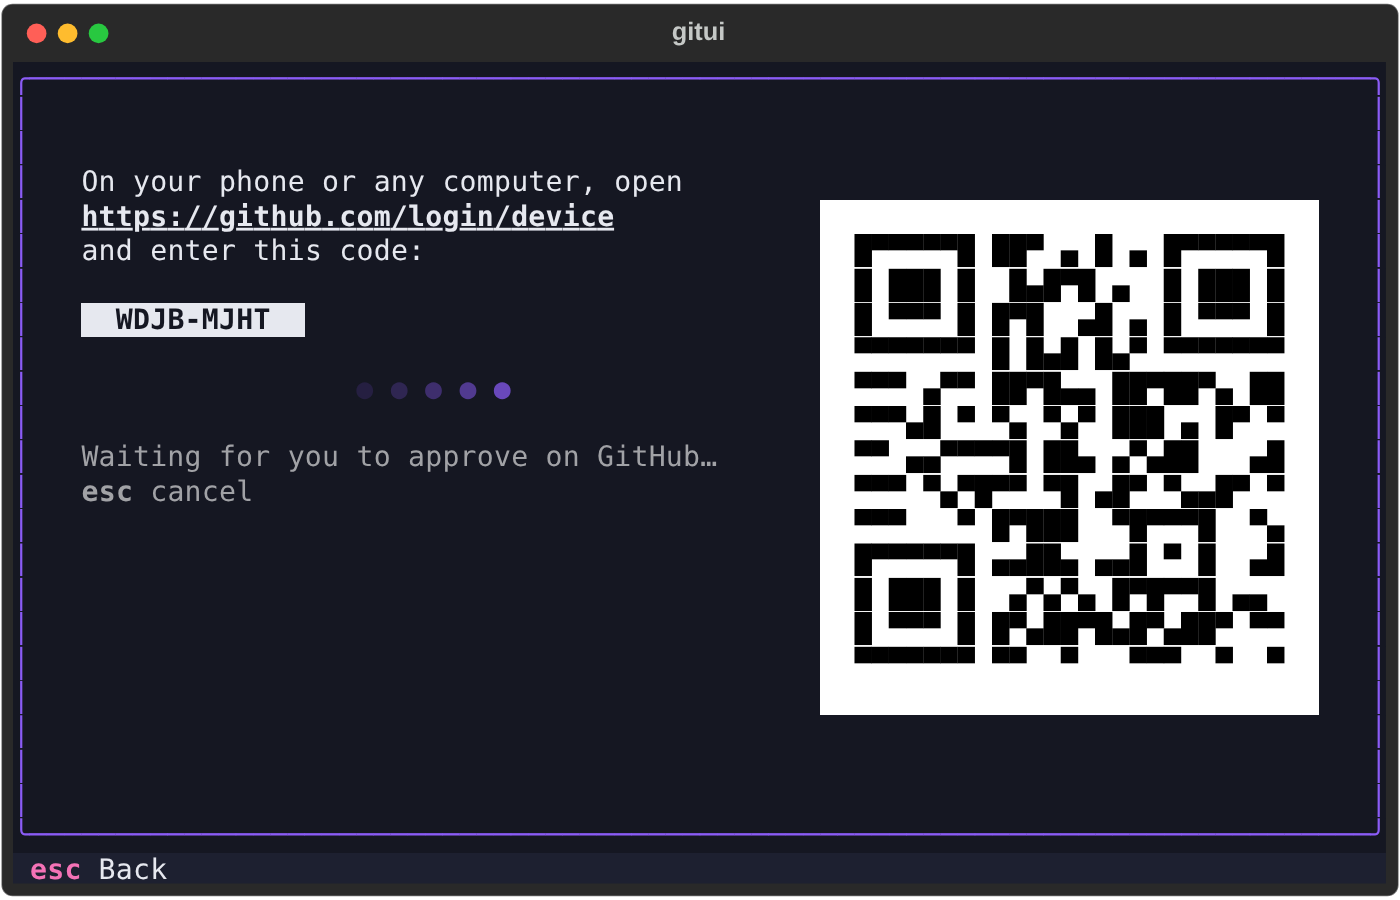 gitui
On your phone or any computer, open
https://github.com/login/device
and enter this code:
WDJB-MJHT
Waiting for you to approve on GitHub…
esc cancel
esc Back